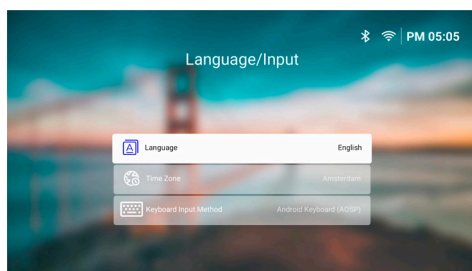 PM 05:05
Language/Input
Language English
Time Zone Amsterdam
Keyboard Input Method Android Keyboard (AOSP)